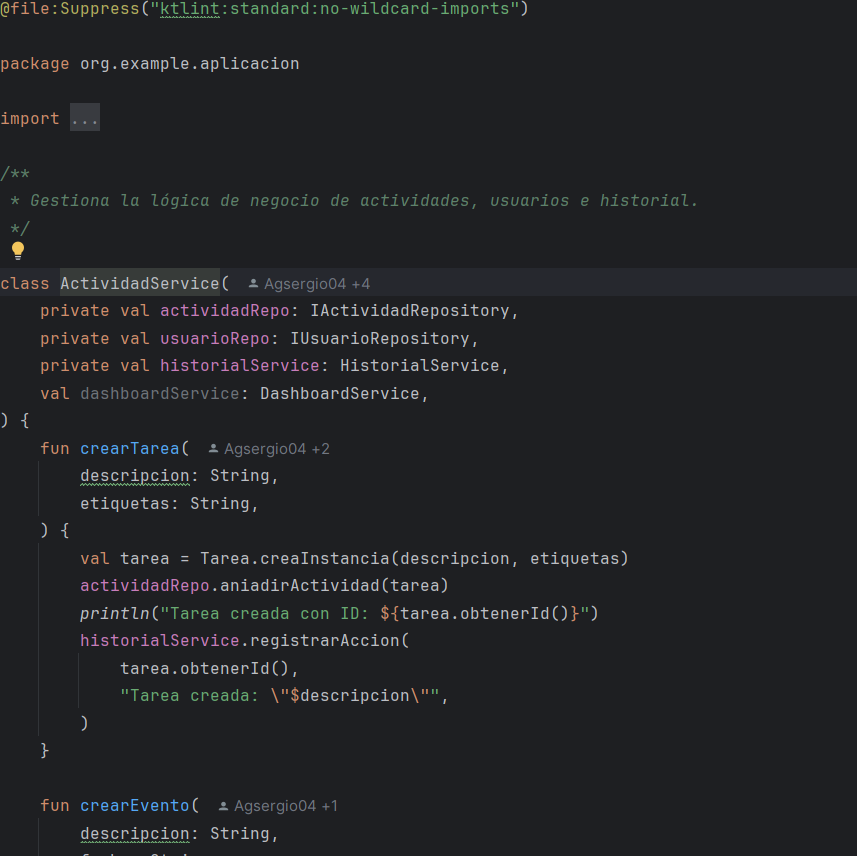 @file:Suppress("ktlint:standard:no-wildcard-imports")
package org.example.aplicacion
import ...
/**
* Gestiona la lógica de negocio de actividades, usuarios e historial.
*/
class ActividadService( Agsergio04 +4
private val actividadRepo: IActividadRepository,
private val usuarioRepo: IUsuarioRepository,
private val historialService: HistorialService,
val dashboardService: DashboardService,
) {
fun crearTarea( Agsergio04 +2
descripcion: String,
etiquetas: String,
) {
val tarea = Tarea.creaInstancia(descripcion, etiquetas)
actividadRepo.aniadirActividad(tarea)
println("Tarea creada con ID: ${tarea.obtenerId()}")
historialService.registrarAccion(
tarea.obtenerId(),
"Tarea creada: \"$descripcion\"",
)
}
fun crearEvento( Agsergio04 +1
descripcion: String,